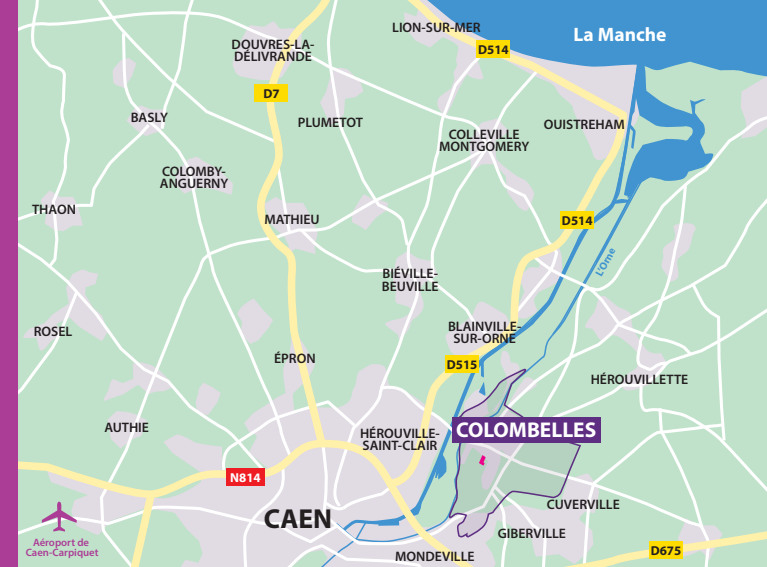 LION-SUR-MER
La Manche
DOUVRES-LA-
DÉLIVRANDE
D514
D7
BASLY
PLUMETOT
COLLEVILLE
MONTGOMERY
OUISTREHAM
COLOMBY-
ANGUERNY
THAON
MATHIEU
D514
L'Orne
BIÉVILLE-
BEUVILLE
ROSEL
BLAINVILLE-
SUR-ORNE
ÉPRON
D515
HÉROUVILLETTE
AUTHIE
HÉROUVILLE-
SAINT-CLAIR
COLOMBELLES
N814
CAEN
CUVERVILLE
GIBERVILLE
Aéroport de
Caen-Carpiquet
MONDEVILLE
D675